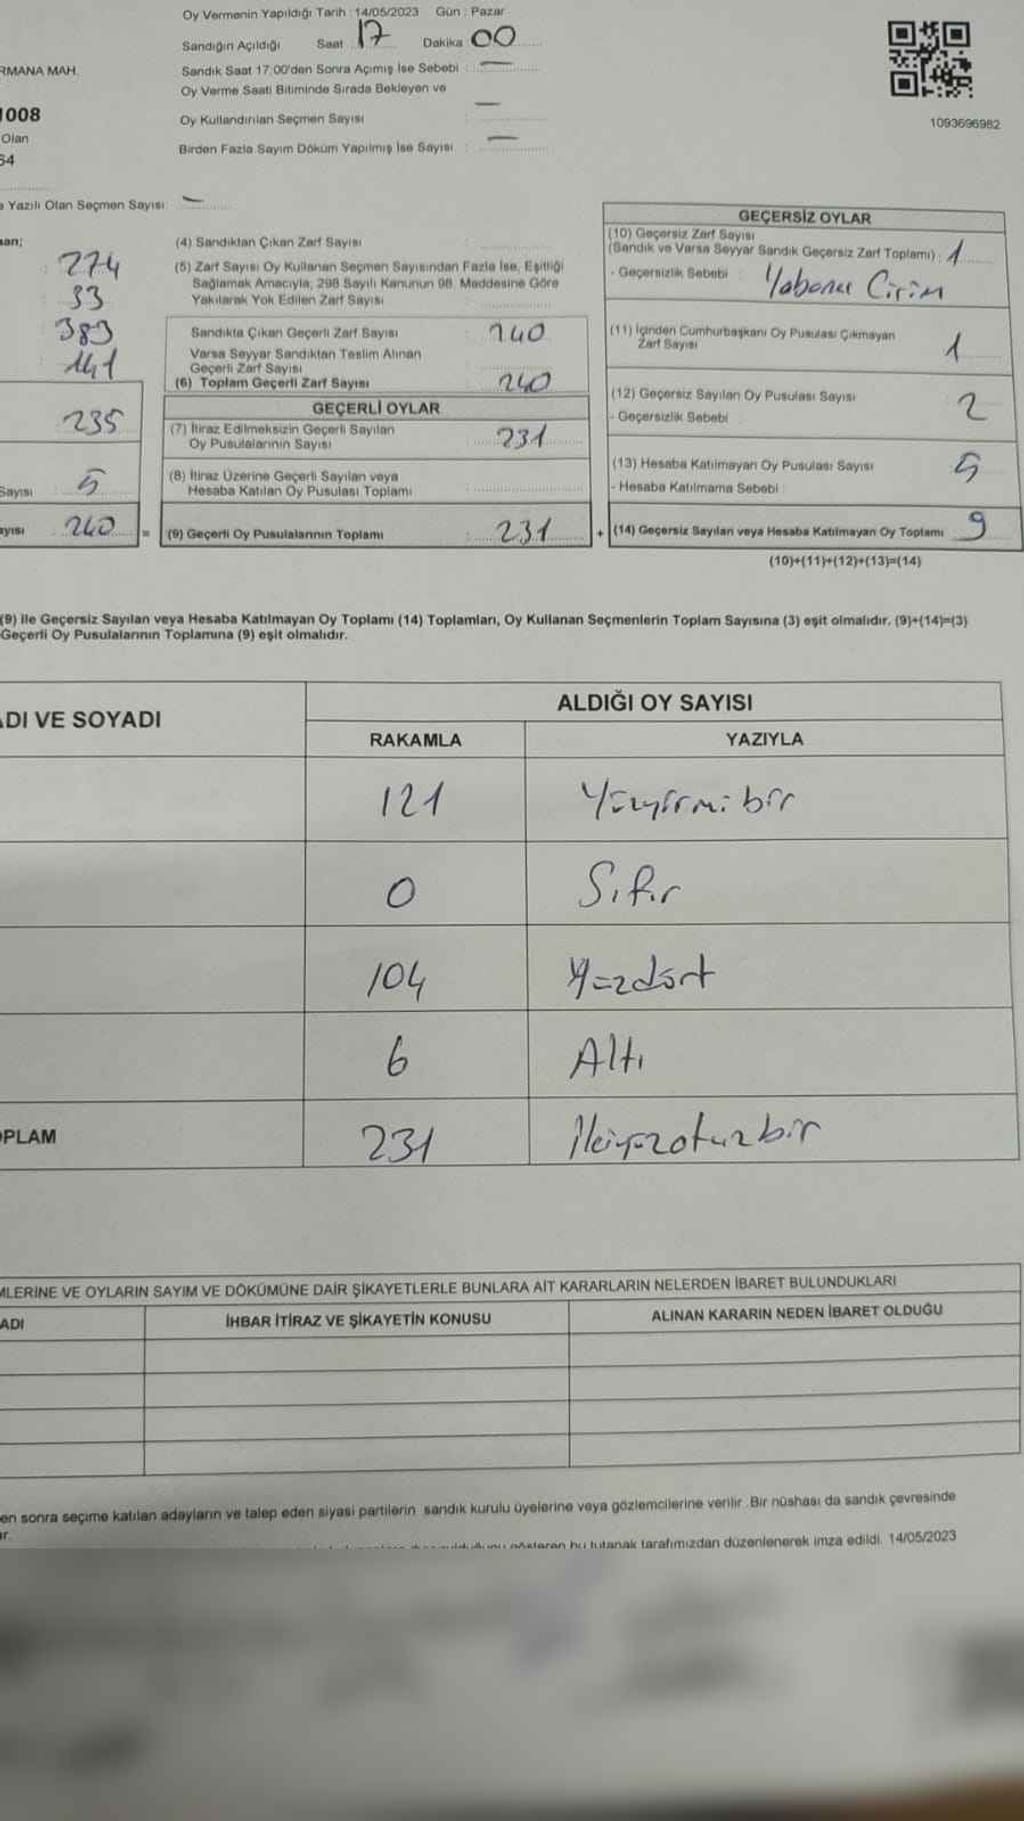 Oy Vermenin Yapıldığı Tarih : 14/05/2023 Gün : Pazar
Sandığın Açıldığı Saat 17 Dakika 00
RMANA MAH.
Sandık Saat 17:00'den Sonra Açımış İse Sebebi : —
Oy Verme Saati Bitiminde Sırada Bekleyen ve
1008
Oy Kullandırılan Seçmen Sayısı —
1093696982
Olan
54
Birden Fazla Sayım Döküm Yapılmış İse Sayısı : —
a Yazılı Olan Seçmen Sayısı : —
GEÇERSİZ OYLAR
(4) Sandıktan Çıkan Zarf Sayısı :
(10) Geçersiz Zarf Sayısı
(Sandık ve Varsa Seyyar Sandık Geçersiz Zarf Toplamı) : 1
274
(5) Zarf Sayısı Oy Kullanan Seçmen Sayısından Fazla İse, Eşitliği
Sağlamak Amacıyla, 298 Sayılı Kanunun 98. Maddesine Göre
Yakılarak Yok Edilen Zarf Sayısı
- Geçersizlik Sebebi :
33
383
Sandıkta Çıkan Geçerli Zarf Sayısı : 240
(11) İçinden Cumhurbaşkanı Oy Pusulası Çıkmayan
Zarf Sayısı 1
141
Varsa Seyyar Sandıktan Teslim Alınan
Geçerli Zarf Sayısı
(6) Toplam Geçerli Zarf Sayısı 240
(12) Geçersiz Sayılan Oy Pusulası Sayısı 2
- Geçersizlik Sebebi :
GEÇERLİ OYLAR
235
(7) İtiraz Edilmeksizin Geçerli Sayılan
Oy Pusulalarının Sayısı : 231
(13) Hesaba Katılmayan Oy Pusulası Sayısı 5
- Hesaba Katılmama Sebebi :
Sayısı 5
(8) İtiraz Üzerine Geçerli Sayılan veya
Hesaba Katılan Oy Pusulası Toplamı :
ayısı 240 = (9) Geçerli Oy Pusulalarının Toplamı : 231 + (14) Geçersiz Sayılan veya Hesaba Katılmayan Oy Toplamı 9
(10)+(11)+(12)+(13)=(14)
(9) ile Geçersiz Sayılan veya Hesaba Katılmayan Oy Toplamı (14) Toplamları, Oy Kullanan Seçmenlerin Toplam Sayısına (3) eşit olmalıdır. (9)+(14)=(3)
Geçerli Oy Pusulalarının Toplamına (9) eşit olmalıdır.
ADI VE SOYADI
ALDIĞI OY SAYISI
RAKAMLA YAZIYLA
121 Yüzyirmi bir
0 Sıfır
104 Yüzdört
6 Altı
OPLAM 231 İkiyüzotuzbir
MLERİNE VE OYLARIN SAYIM VE DÖKÜMÜNE DAİR ŞİKAYETLERLE BUNLARA AİT KARARLARIN NELERDEN İBARET BULUNDUKLARI
ADI İHBAR İTİRAZ VE ŞİKAYETİN KONUSU ALINAN KARARIN NEDEN İBARET OLDUĞU
en sonra seçime katılan adayların ve talep eden siyasi partilerin sandık kurulu üyelerine veya gözlemcilerine verilir. Bir nüshası da sandık çevresinde
ar.
bu tutanak tarafımızdan düzenlenerek imza edildi. 14/05/2023